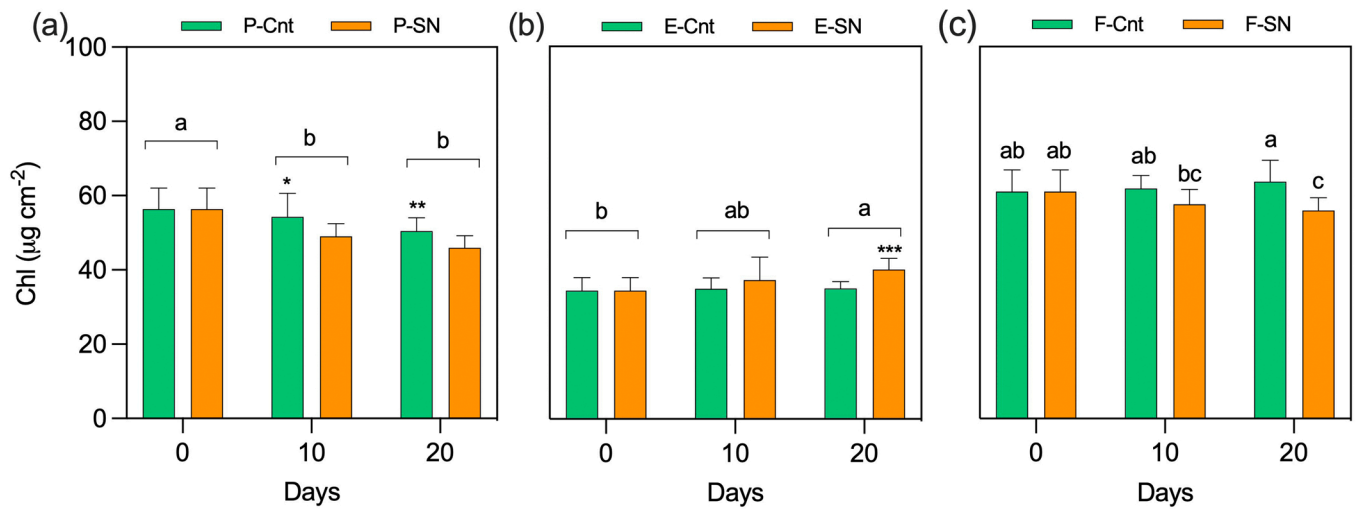 (a) P-Cnt P-SN (b) E-Cnt E-SN (c) F-Cnt F-SN
100
80
60
40
20
0
Chl (μg cm-2)
a b b
* **
b ab a
***
ab ab ab bc a c
0 10 20 0 10 20 0 10 20
Days Days Days